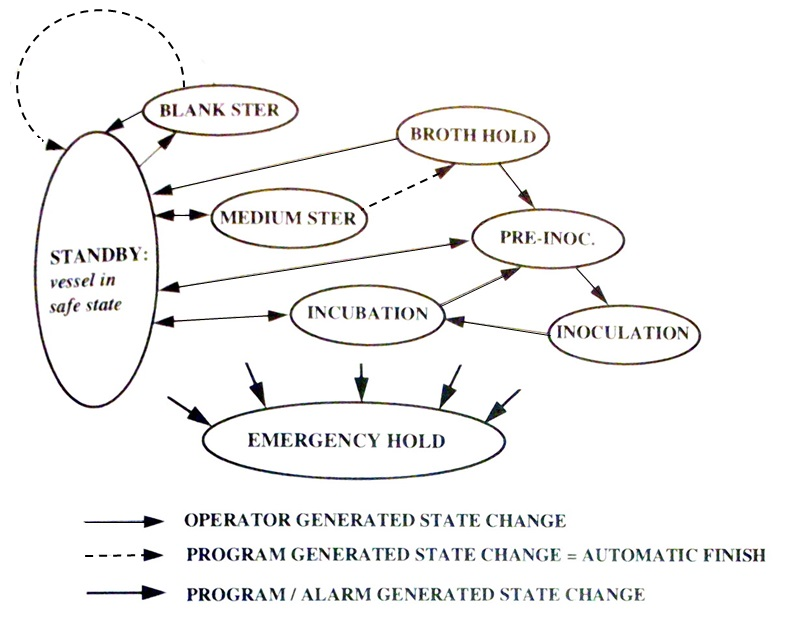 BLANK STER
BROTH HOLD
MEDIUM STER
PRE-INOC.
STANDBY:
vessel in
safe state
INCUBATION
INOCULATION
EMERGENCY HOLD
OPERATOR GENERATED STATE CHANGE
PROGRAM GENERATED STATE CHANGE = AUTOMATIC FINISH
PROGRAM / ALARM GENERATED STATE CHANGE